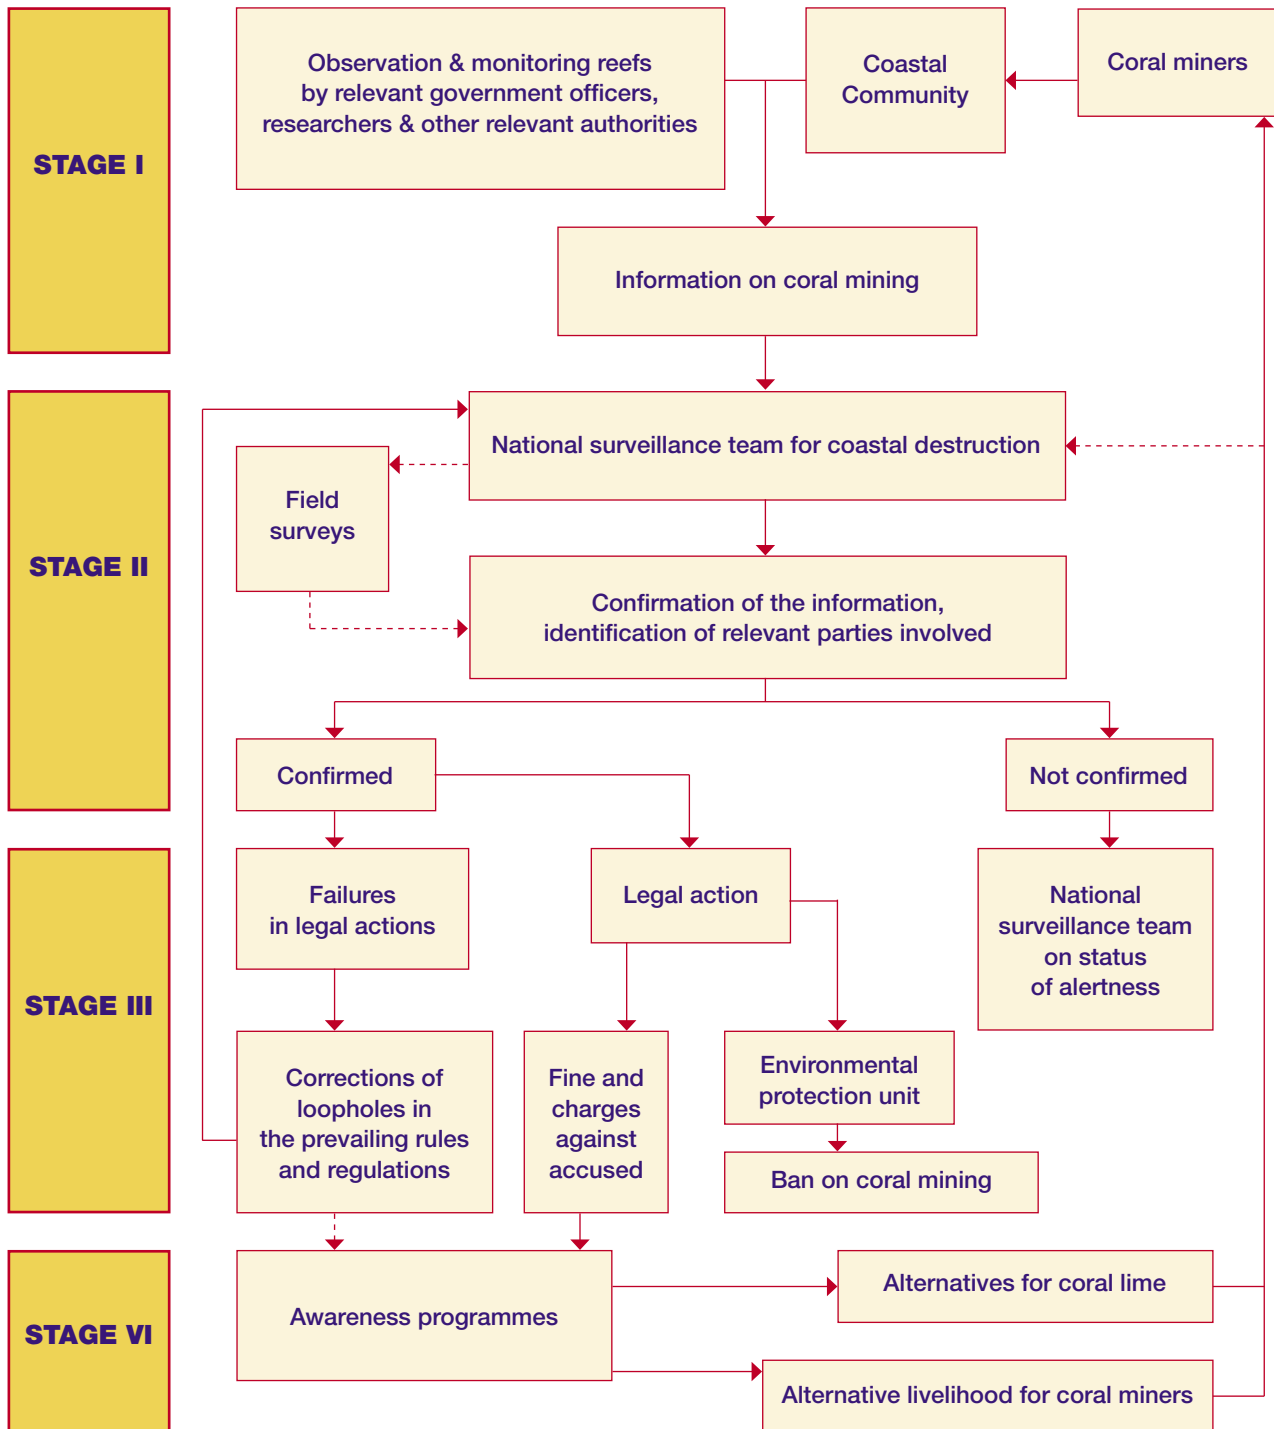 STAGE I
Observation & monitoring reefs
by relevant government officers,
researchers & other relevant authorities
Coastal
Community
Coral miners
Information on coral mining
STAGE II
National surveillance team for coastal destruction
Field
surveys
Confirmation of the information,
identification of relevant parties involved
Confirmed
Not confirmed
STAGE III
Failures
in legal actions
Legal action
National
surveillance team
on status
of alertness
Corrections of
loopholes in
the prevailing rules
and regulations
Fine and
charges
against
accused
Environmental
protection unit
Ban on coral mining
STAGE VI
Awareness programmes
Alternatives for coral lime
Alternative livelihood for coral miners